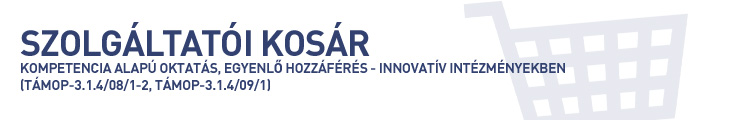 SZOLGÁLTATÓI KOSÁR
KOMPETENCIA ALAPÚ OKTATÁS, EGYENLŐ HOZZÁFÉRÉS - INNOVATÍV INTÉZMÉNYEKBEN
(TÁMOP-3.1.4/08/1-2, TÁMOP-3.1.4/09/1)